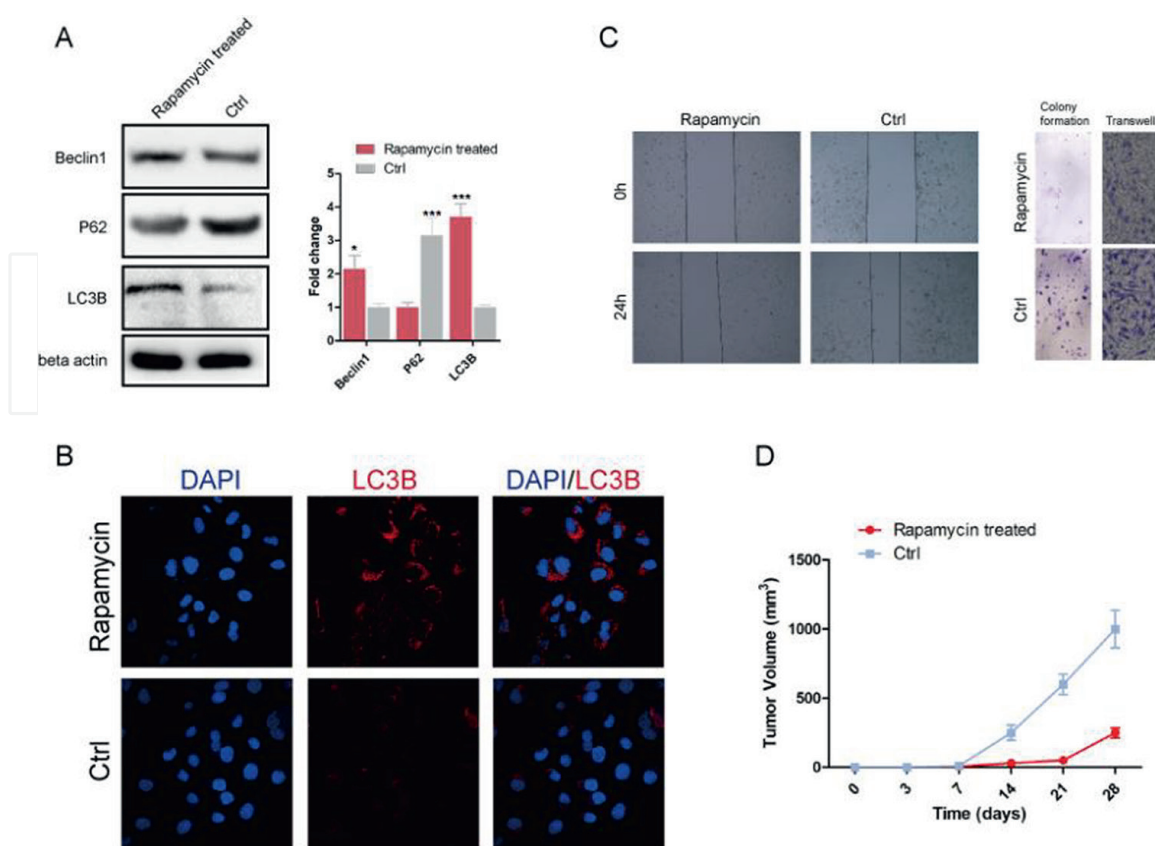 A
Rapamycin treated
Ctrl
Beclin1
P62
LC3B
beta actin
Rapamycin treated
Ctrl
Fold change
5
4
3
2
1
0
*
***
***
Beclin1
P62
LC3B
C
Rapamycin
Ctrl
0h
24h
Colony
formation
Transwell
Rapamycin
Ctrl
B
DAPI
LC3B
DAPI/LC3B
Rapamycin
Ctrl
D
Rapamycin treated
Ctrl
Tumor Volume (mm³)
1500
1000
500
0
0
3
7
14
21
28
Time (days)